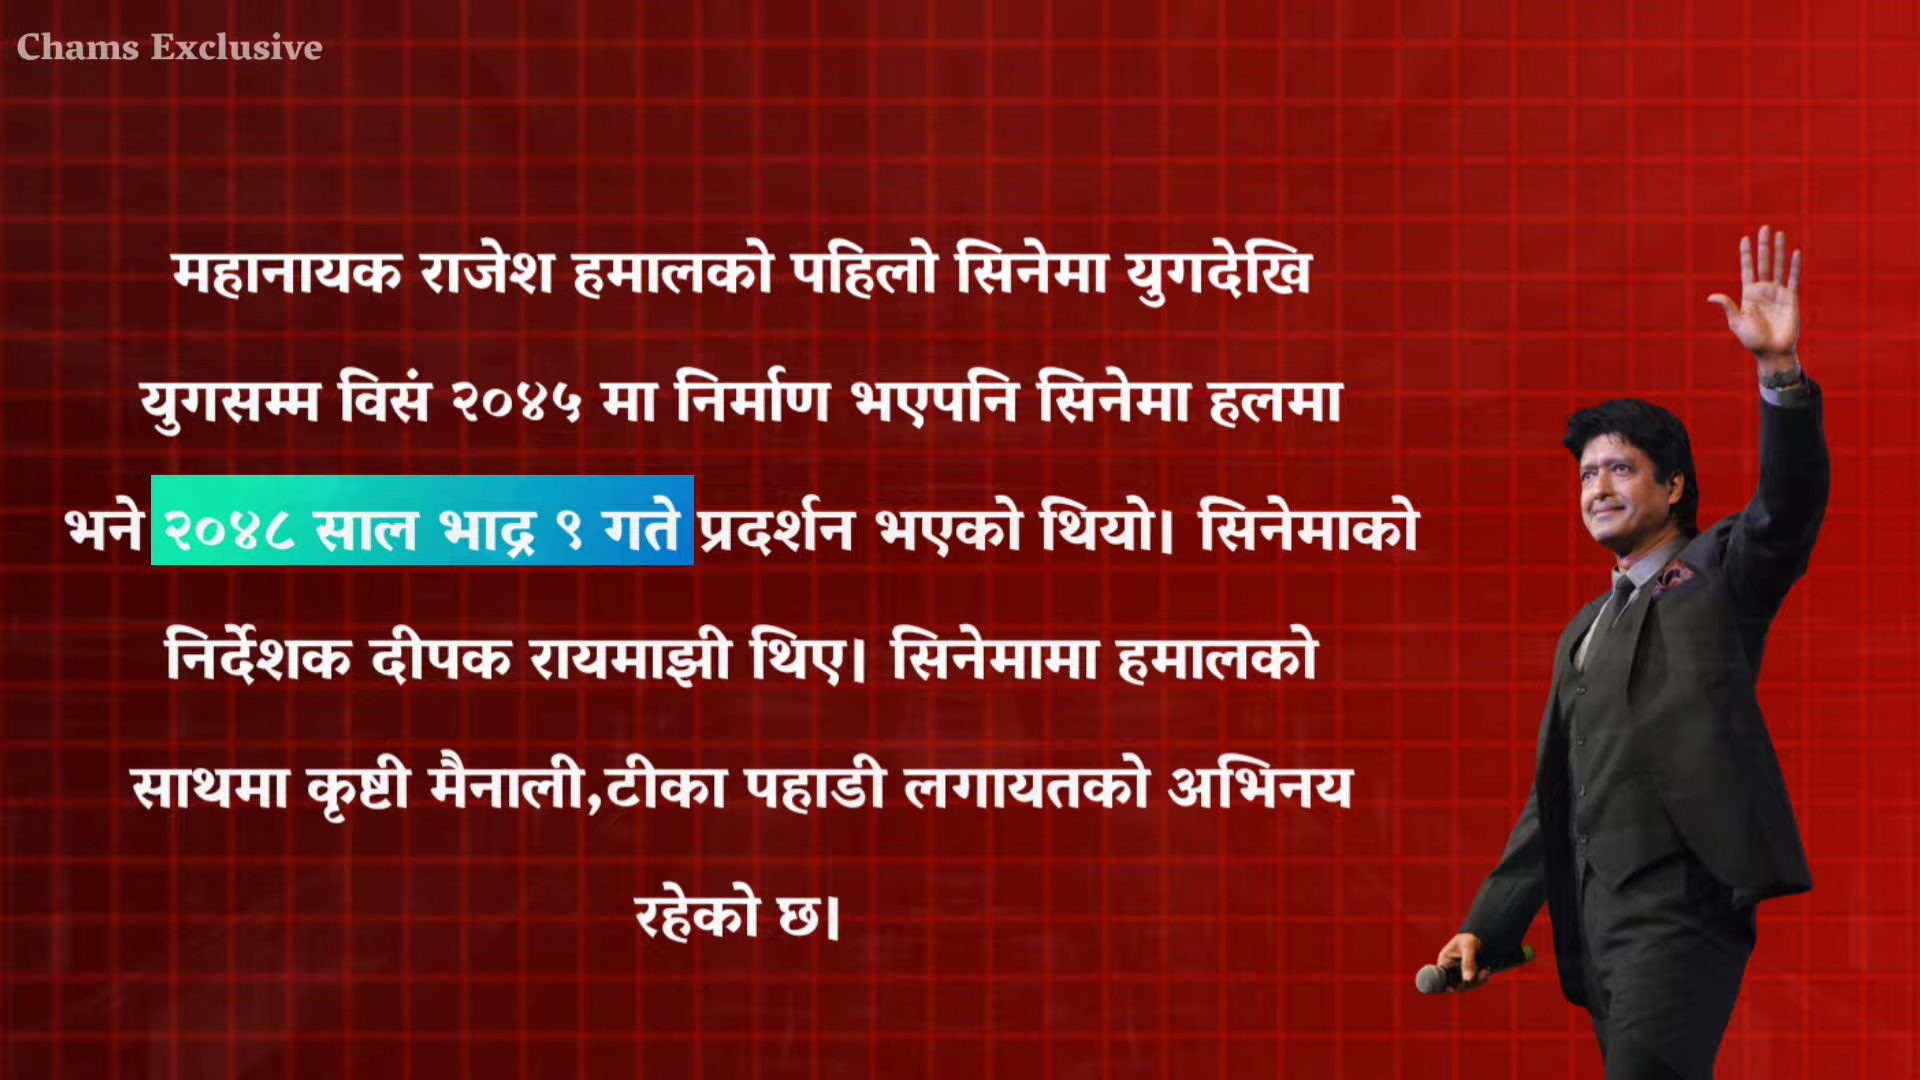 Chams Exclusive
महानायक राजेश हमालको पहिलो सिनेमा युगदेखि
युगसम्म विसं २०४५ मा निर्माण भएपनि सिनेमा हलमा
भने २०४८ साल भाद्र ९ गते प्रदर्शन भएको थियो। सिनेमाको
निर्देशक दीपक रायमाझी थिए। सिनेमामा हमालको
साथमा कृष्टी मैनाली,टीका पहाडी लगायतको अभिनय
रहेको छ।